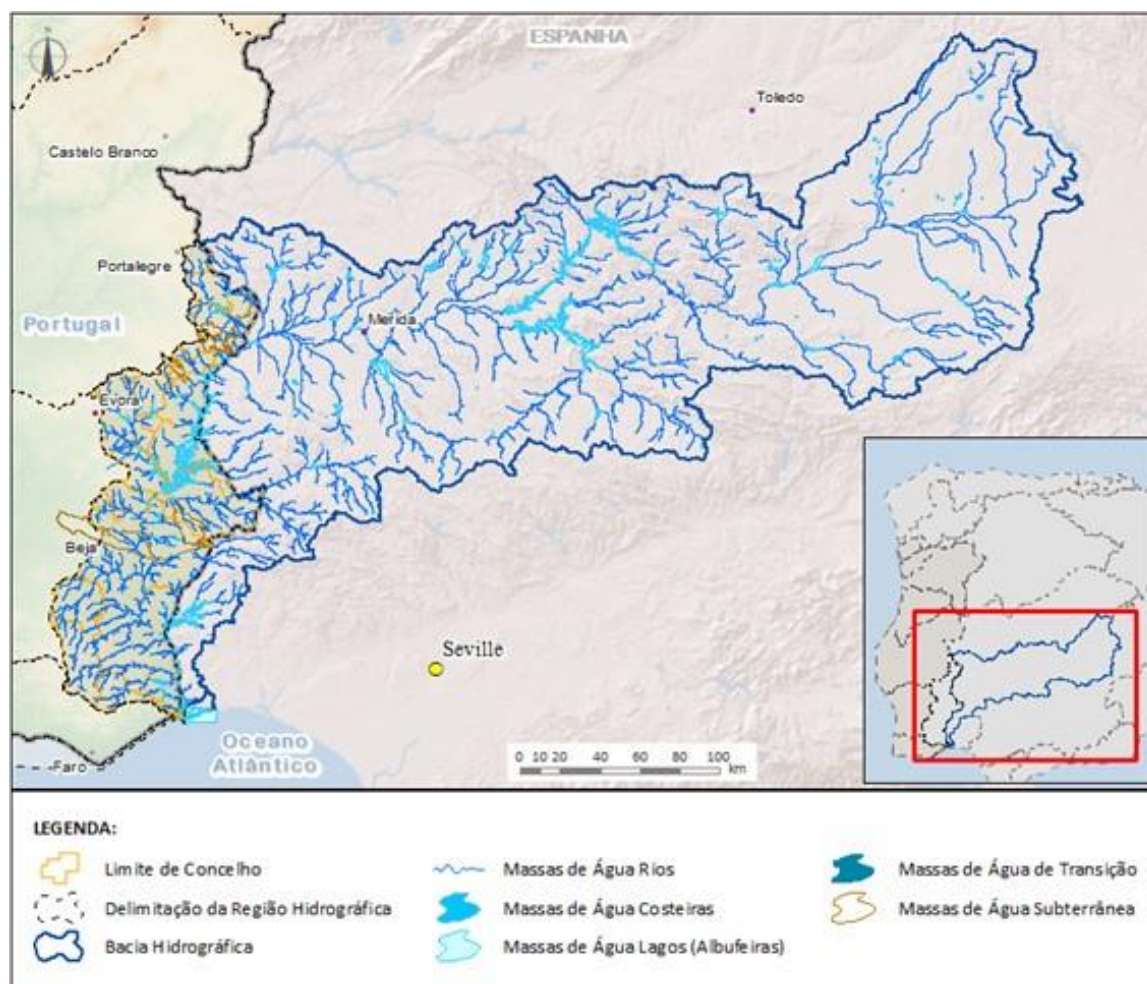 N
ESPANHA
Toledo
Castelo Branco
Portalegre
Portugal
Merida
Evora
Beja
Seville
Oceano
Atlântico
Faro
0 10 20 40 60 80 100
km
LEGENDA:
Limite de Concelho
Massas de Água Rios
Massas de Água de Transição
Delimitação da Região Hidrográfica
Massas de Água Costeiras
Massas de Água Subterrânea
Bacia Hidrográfica
Massas de Água Lagos (Albufeiras)